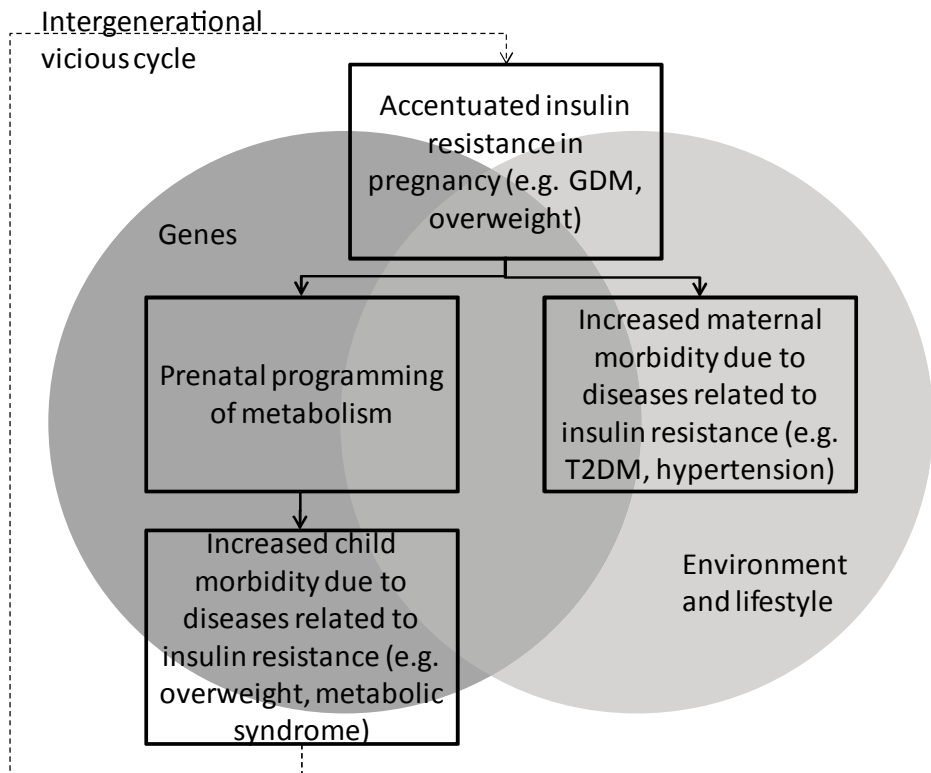 Intergenerational
vicious cycle
Accentuated insulin
resistance in
pregnancy (e.g. GDM,
overweight)
Genes
Prenatal programming
of metabolism
Increased maternal
morbidity due to
diseases related to
insulin resistance (e.g.
T2DM, hypertension)
Increased child
morbidity due to
diseases related to
insulin resistance (e.g.
overweight, metabolic
syndrome)
Environment
and lifestyle